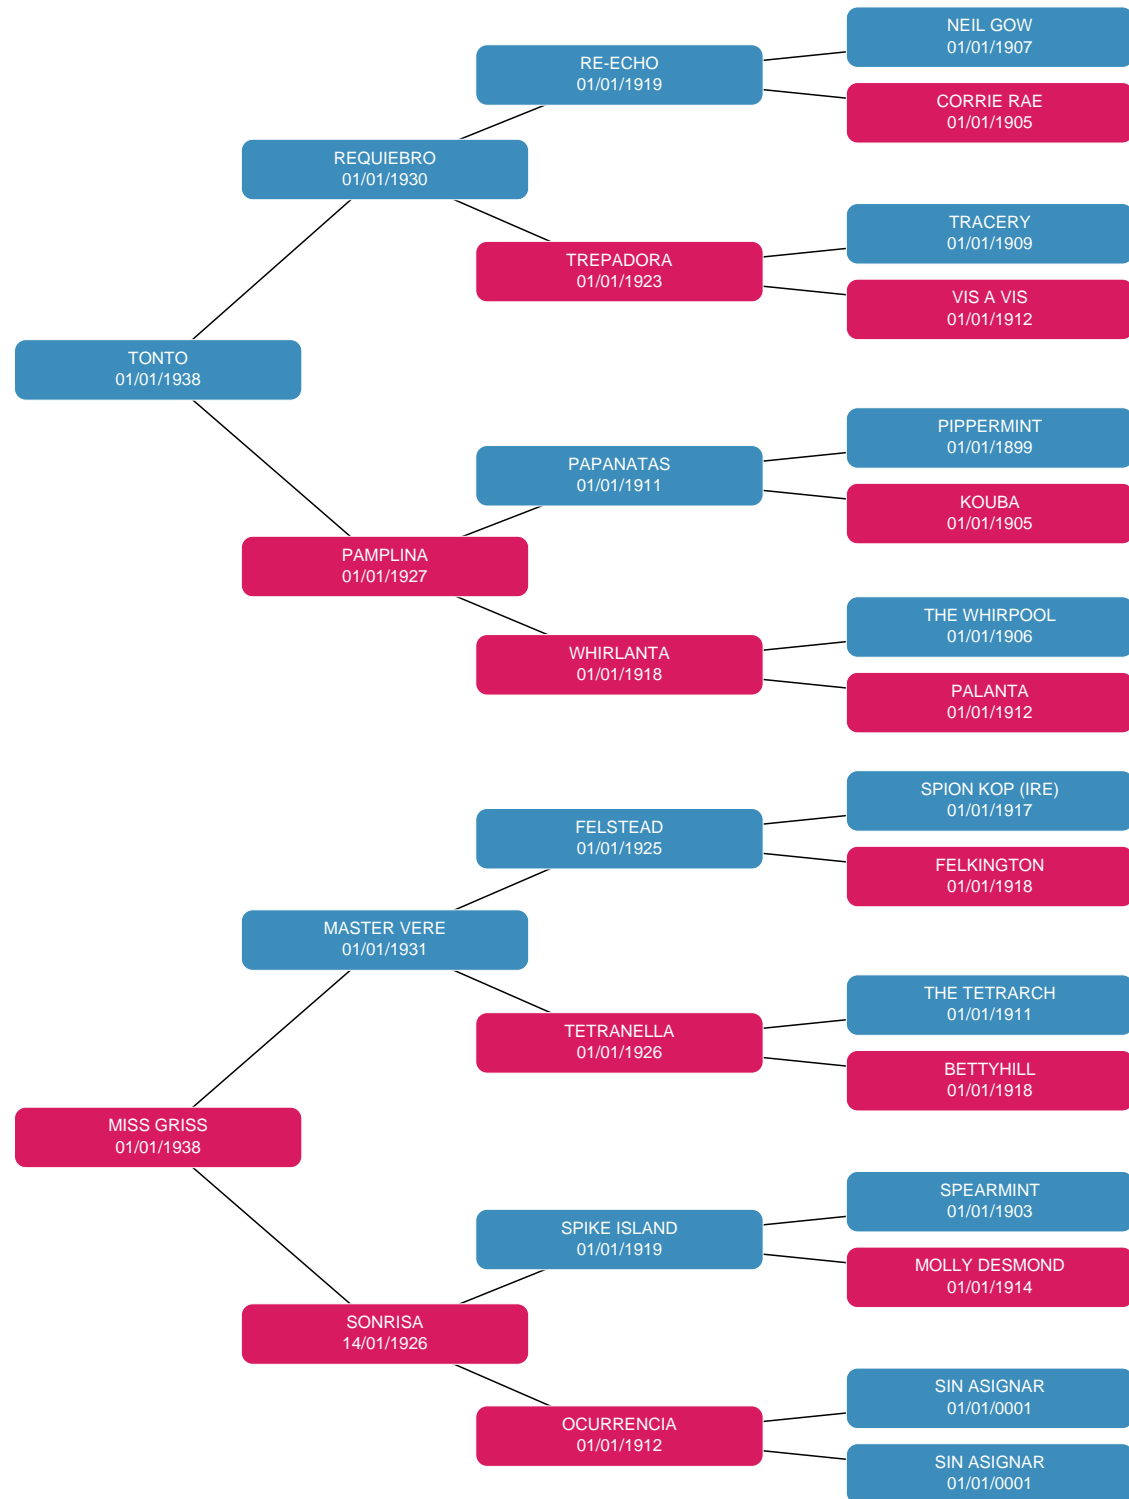 NEIL GOW
01/01/1907
RE-ECHO
01/01/1919
CORRIE RAE
01/01/1905
REQUIEBRO
01/01/1930
TRACERY
01/01/1909
TREPADORA
01/01/1923
VIS A VIS
01/01/1912
TONTO
01/01/1938
PIPPERMINT
01/01/1899
PAPANATAS
01/01/1911
KOUBA
01/01/1905
PAMPLINA
01/01/1927
THE WHIRPOOL
01/01/1906
WHIRLANTA
01/01/1918
PALANTA
01/01/1912
SPION KOP (IRE)
01/01/1917
FELSTEAD
01/01/1925
FELKINGTON
01/01/1918
MASTER VERE
01/01/1931
THE TETRARCH
01/01/1911
TETRANELLA
01/01/1926
BETTYHILL
01/01/1918
MISS GRISS
01/01/1938
SPEARMINT
01/01/1903
SPIKE ISLAND
01/01/1919
MOLLY DESMOND
01/01/1914
SONRISA
14/01/1926
SIN ASIGNAR
01/01/0001
OCURRENCIA
01/01/1912
SIN ASIGNAR
01/01/0001